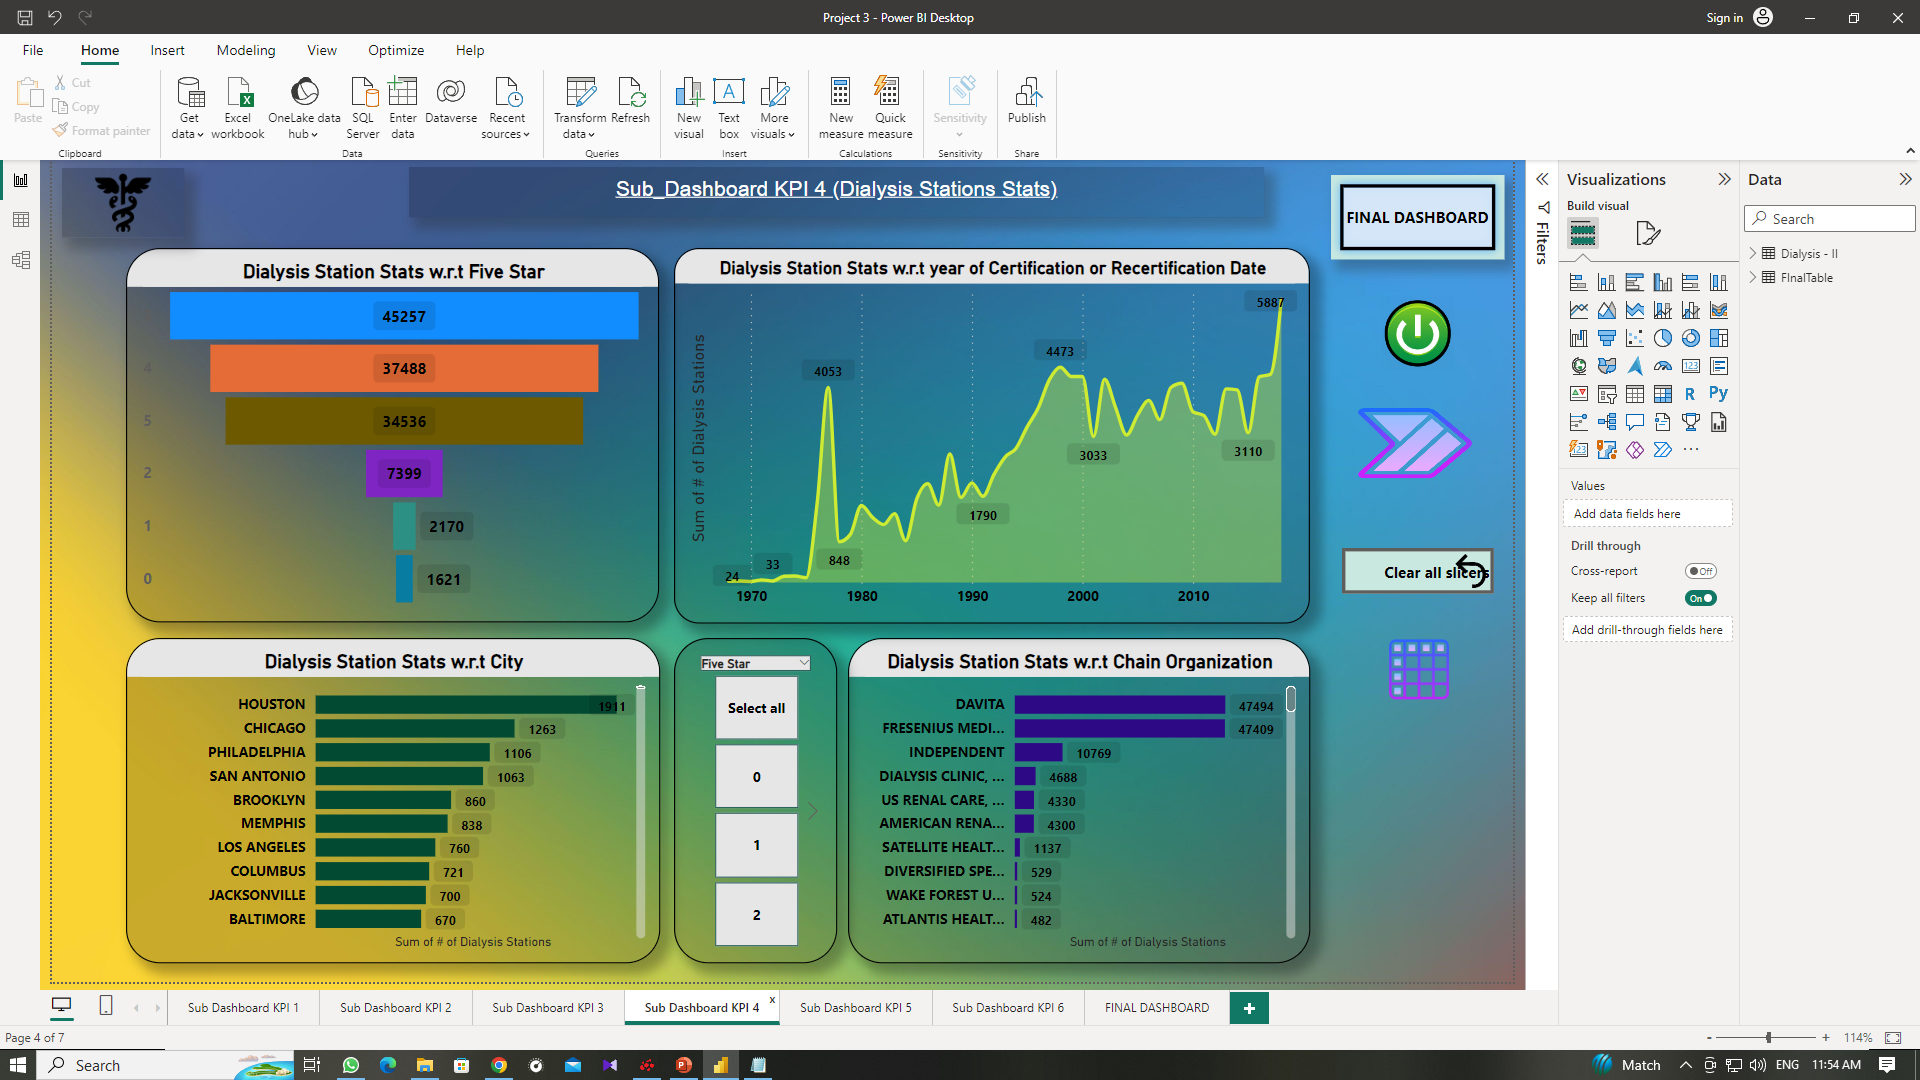 Project 3 - Power BI Desktop
Sign in
File Home Insert Modeling View Optimize Help
Paste
Cut
Copy
Format painter
Clipboard
Get data
Excel workbook
OneLake data hub
SQL Server
Enter data
Dataverse
Recent sources
Data
Transform data
Refresh
Queries
New visual
Text box
More visuals
Insert
New measure
Quick measure
Calculations
Sensitivity
Sensitivity
Publish
Share
Sub_Dashboard KPI 4 (Dialysis Stations Stats)
FINAL DASHBOARD
Dialysis Station Stats w.r.t Five Star
45257
4 37488
5 34536
2 7399
1 2170
0 1621
Dialysis Station Stats w.r.t year of Certification or Recertification Date
Sum of # of Dialysis Stations
5887
4473
4053
3033
3110
1790
848
33
24
1970 1980 1990 2000 2010
Clear all slicers
Dialysis Station Stats w.r.t City
HOUSTON 1911
CHICAGO 1263
PHILADELPHIA 1106
SAN ANTONIO 1063
BROOKLYN 860
MEMPHIS 838
LOS ANGELES 760
COLUMBUS 721
JACKSONVILLE 700
BALTIMORE 670
Sum of # of Dialysis Stations
Five Star
Select all
0
1
2
Dialysis Station Stats w.r.t Chain Organization
DAVITA 47494
FRESENIUS MEDI... 47409
INDEPENDENT 10769
DIALYSIS CLINIC, ... 4688
US RENAL CARE, ... 4330
AMERICAN RENA... 4300
SATELLITE HEALT... 1137
DIVERSIFIED SPE... 529
WAKE FOREST U... 524
ATLANTIS HEALT... 482
Sum of # of Dialysis Stations
Filters
Visualizations
Build visual
123
R
Py
123
Values
Add data fields here
Drill through
Cross-report Off
Keep all filters On
Add drill-through fields here
Data
Search
Dialysis - II
FInalTable
Sub Dashboard KPI 1
Sub Dashboard KPI 2
Sub Dashboard KPI 3
Sub Dashboard KPI 4
x
Sub Dashboard KPI 5
Sub Dashboard KPI 6
FINAL DASHBOARD
+
Page 4 of 7
- + 114%
Search
Match
ENG
11:54 AM